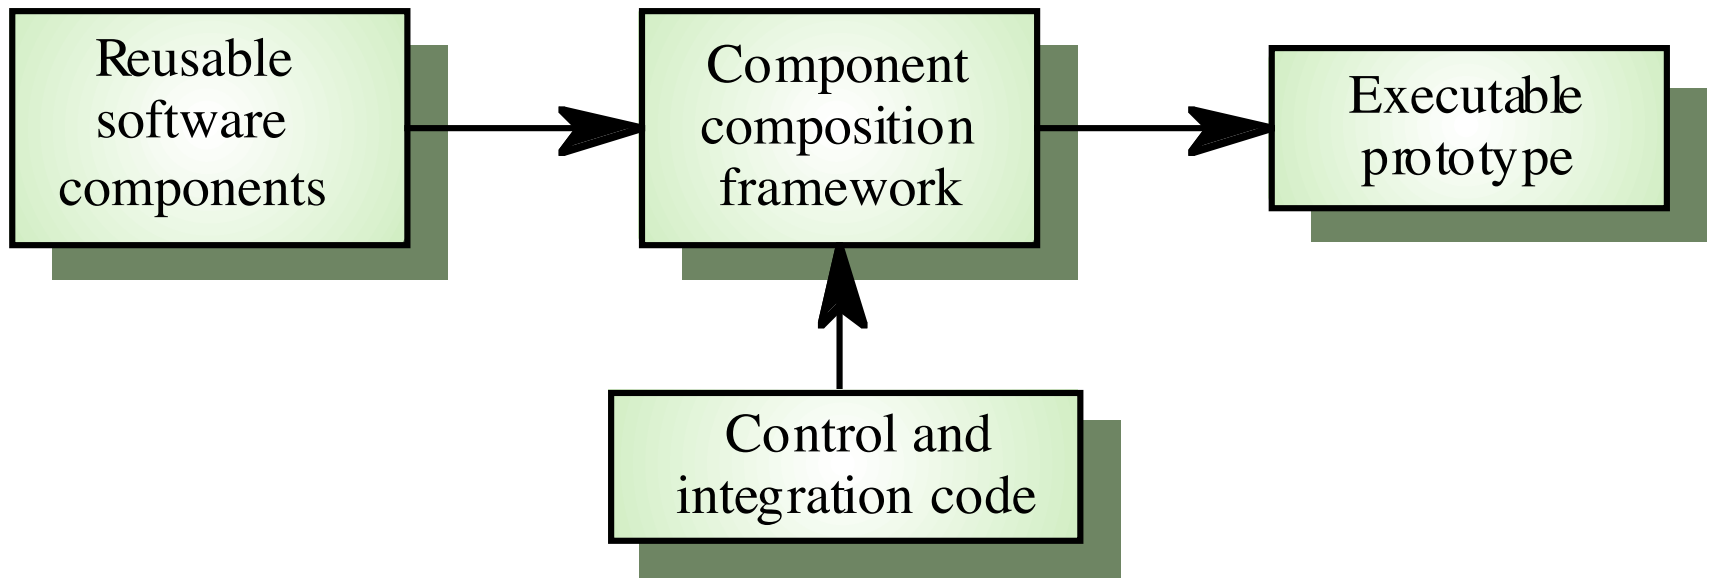 Reusable
software
components
Component
composition
framework
Executable
prototype
Control and
integration code